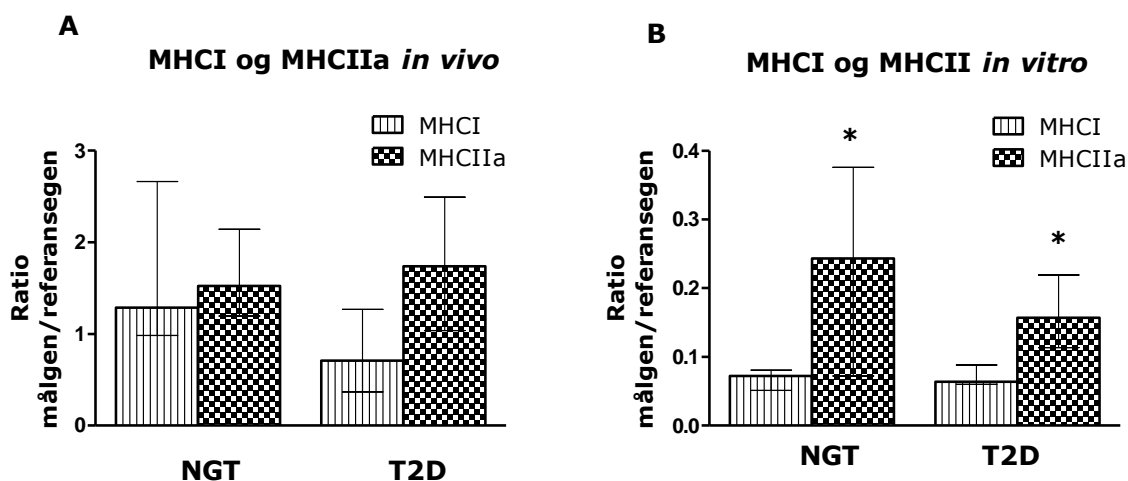 A
MHCI og MHCIIa in vivo
MHCI
MHCIIa
3
2
1
0
Ratio
målgen/referansegen
NGT
T2D
B
MHCI og MHCII in vitro
MHCI
MHCIIa
0.4
0.3
0.2
0.1
0.0
Ratio
målgen/referansegen
*
*
NGT
T2D